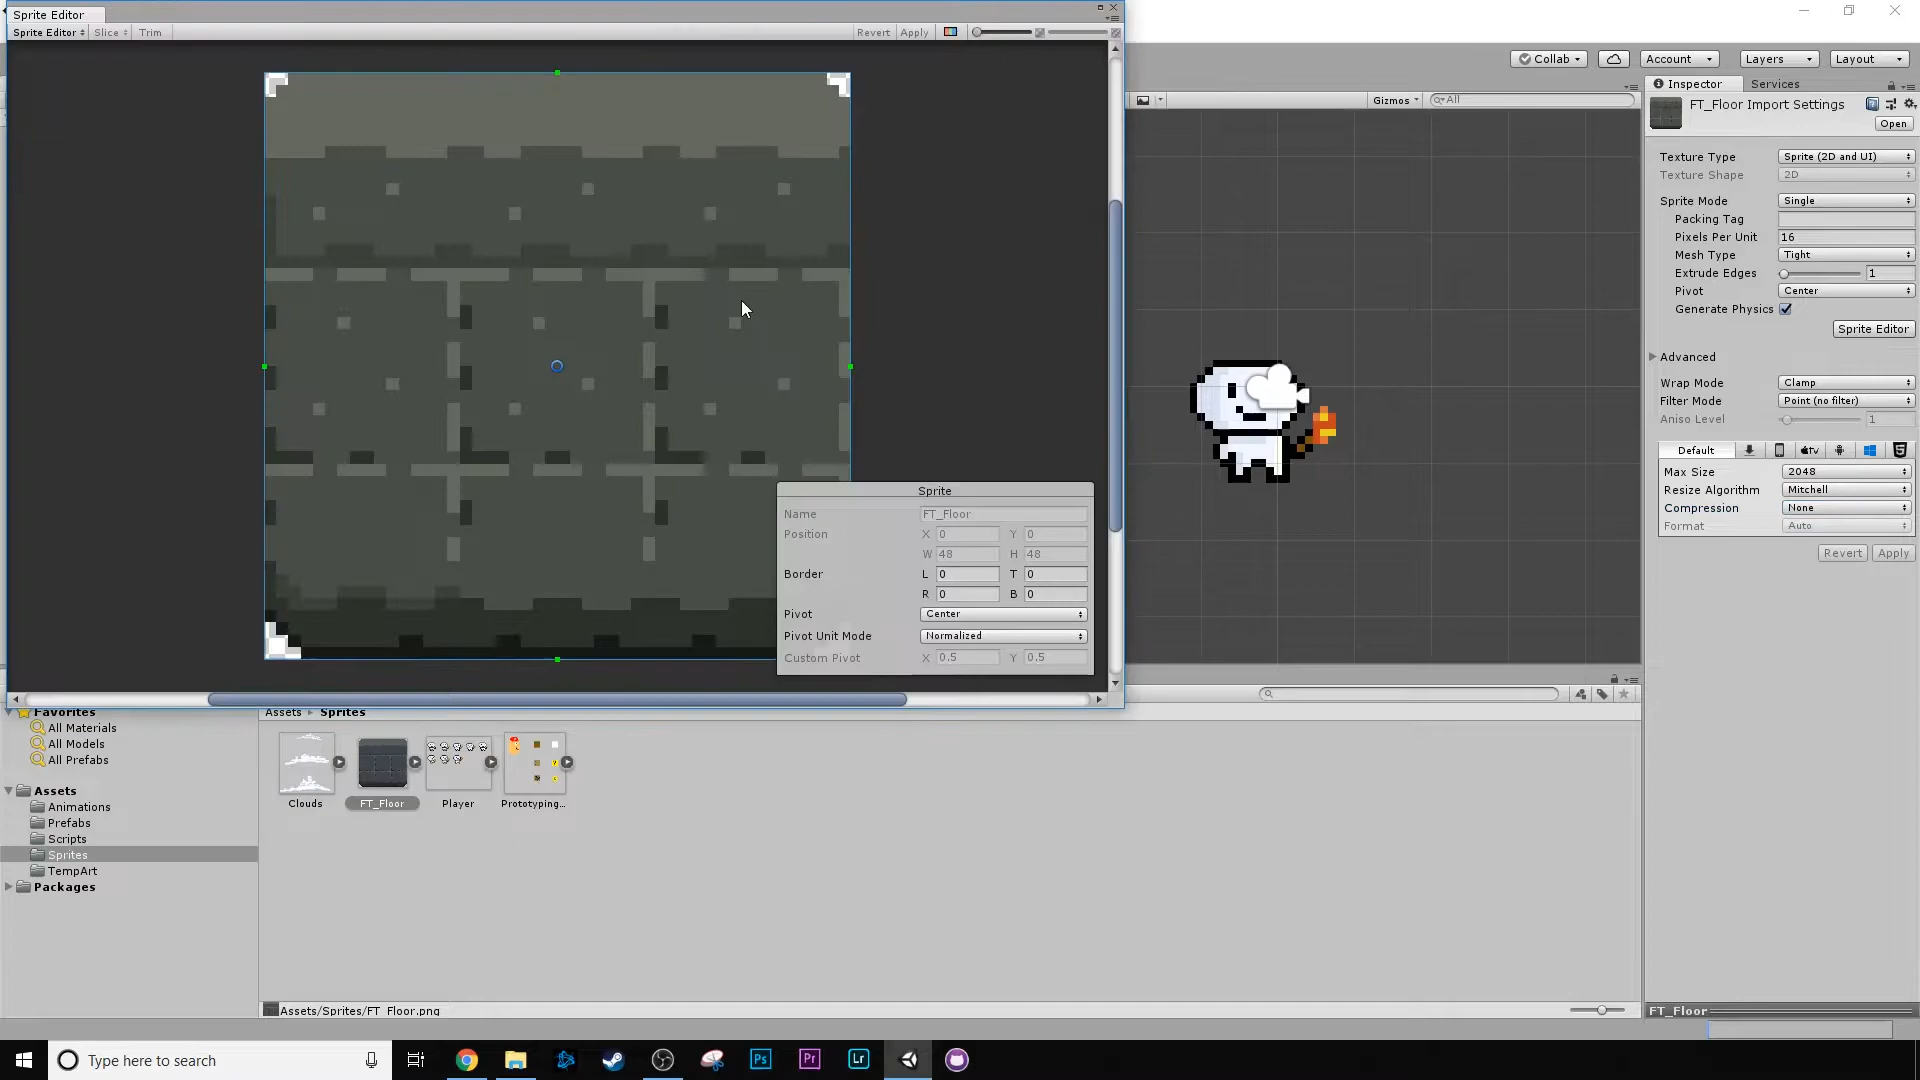 Sprite Editor
Sprite Editor Slice Trim Revert Apply
Collab Account Layers Layout
Inspector Services
Gizmos All
FT_Floor Import Settings
Open
Texture Type Sprite (2D and UI)
Texture Shape 2D
Sprite Mode Single
Packing Tag
Pixels Per Unit 16
Mesh Type Tight
Extrude Edges 1
Pivot Center
Generate Physics
Sprite Editor
Advanced
Wrap Mode Clamp
Filter Mode Point (no filter)
Aniso Level 1
Default tv
Max Size 2048
Resize Algorithm Mitchell
Compression None
Format Auto
Revert Apply
Sprite
Name FT_Floor
Position X 0 Y 0
W 48 H 48
Border L 0 T 0
R 0 B 0
Pivot Center
Pivot Unit Mode Normalized
Custom Pivot X 0.5 Y 0.5
Favorites
All Materials
All Models
All Prefabs
Assets
Animations
Prefabs
Scripts
Sprites
TempArt
Packages
Assets Sprites
Clouds FT_Floor Player Prototyping...
Assets/Sprites/FT_Floor.png
FT_Floor
Type here to search
Ps Pr Lr